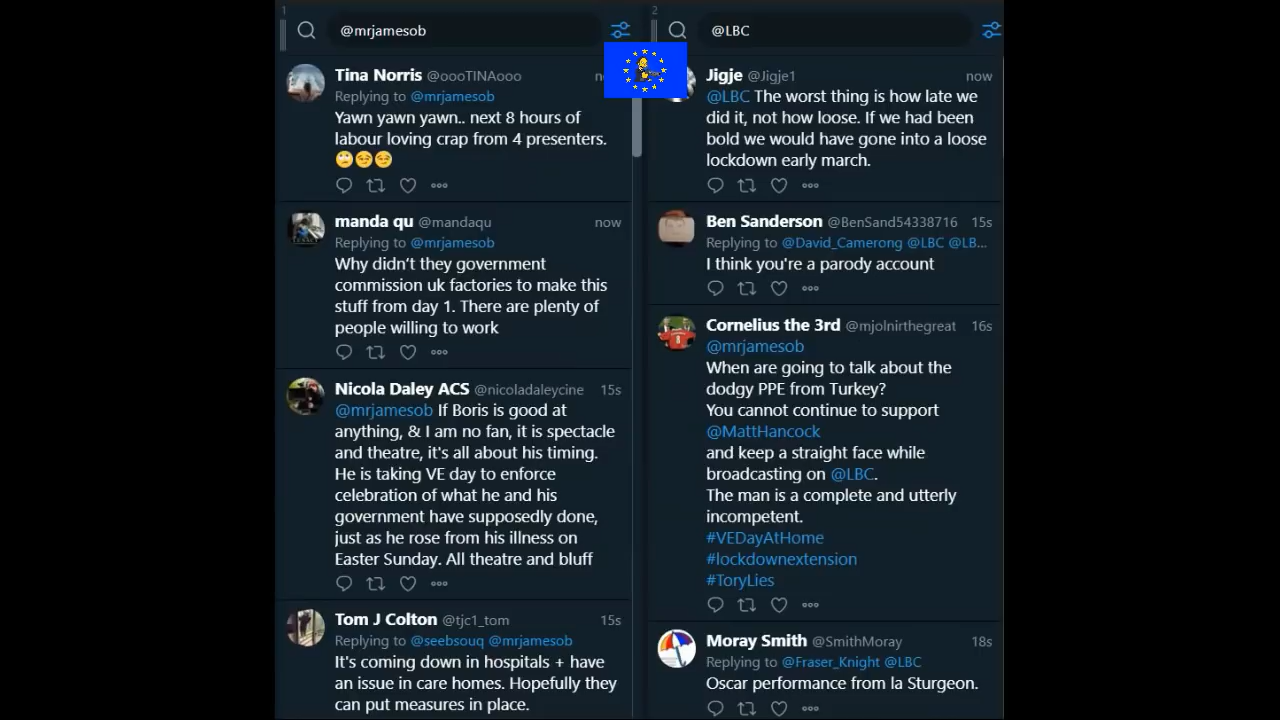 1
@mrjamesob
Tina Norris @oooTINAooo
Replying to @mrjamesob
Yawn yawn yawn.. next 8 hours of
labour loving crap from 4 presenters.
🙄😏😏
manda qu @mandaqu now
Replying to @mrjamesob
Why didn't they government
commission uk factories to make this
stuff from day 1. There are plenty of
people willing to work
Nicola Daley ACS @nicoladaleycine 15s
@mrjamesob If Boris is good at
anything, & I am no fan, it is spectacle
and theatre, it's all about his timing.
He is taking VE day to enforce
celebration of what he and his
government have supposedly done,
just as he rose from his illness on
Easter Sunday. All theatre and bluff
Tom J Colton @tjc1_tom 15s
Replying to @seebsouq @mrjamesob
It's coming down in hospitals + have
an issue in care homes. Hopefully they
can put measures in place.
2
@LBC
Jigje @Jigje1 now
@LBC The worst thing is how late we
did it, not how loose. If we had been
bold we would have gone into a loose
lockdown early march.
Ben Sanderson @BenSand54338716 15s
Replying to @David_Camerong @LBC @LB...
I think you're a parody account
Cornelius the 3rd @mjolnirthegreat 16s
@mrjamesob
When are going to talk about the
dodgy PPE from Turkey?
You cannot continue to support
@MattHancock
and keep a straight face while
broadcasting on @LBC.
The man is a complete and utterly
incompetent.
#VEDayAtHome
#lockdownextension
#ToryLies
Moray Smith @SmithMoray 18s
Replying to @Fraser_Knight @LBC
Oscar performance from la Sturgeon.